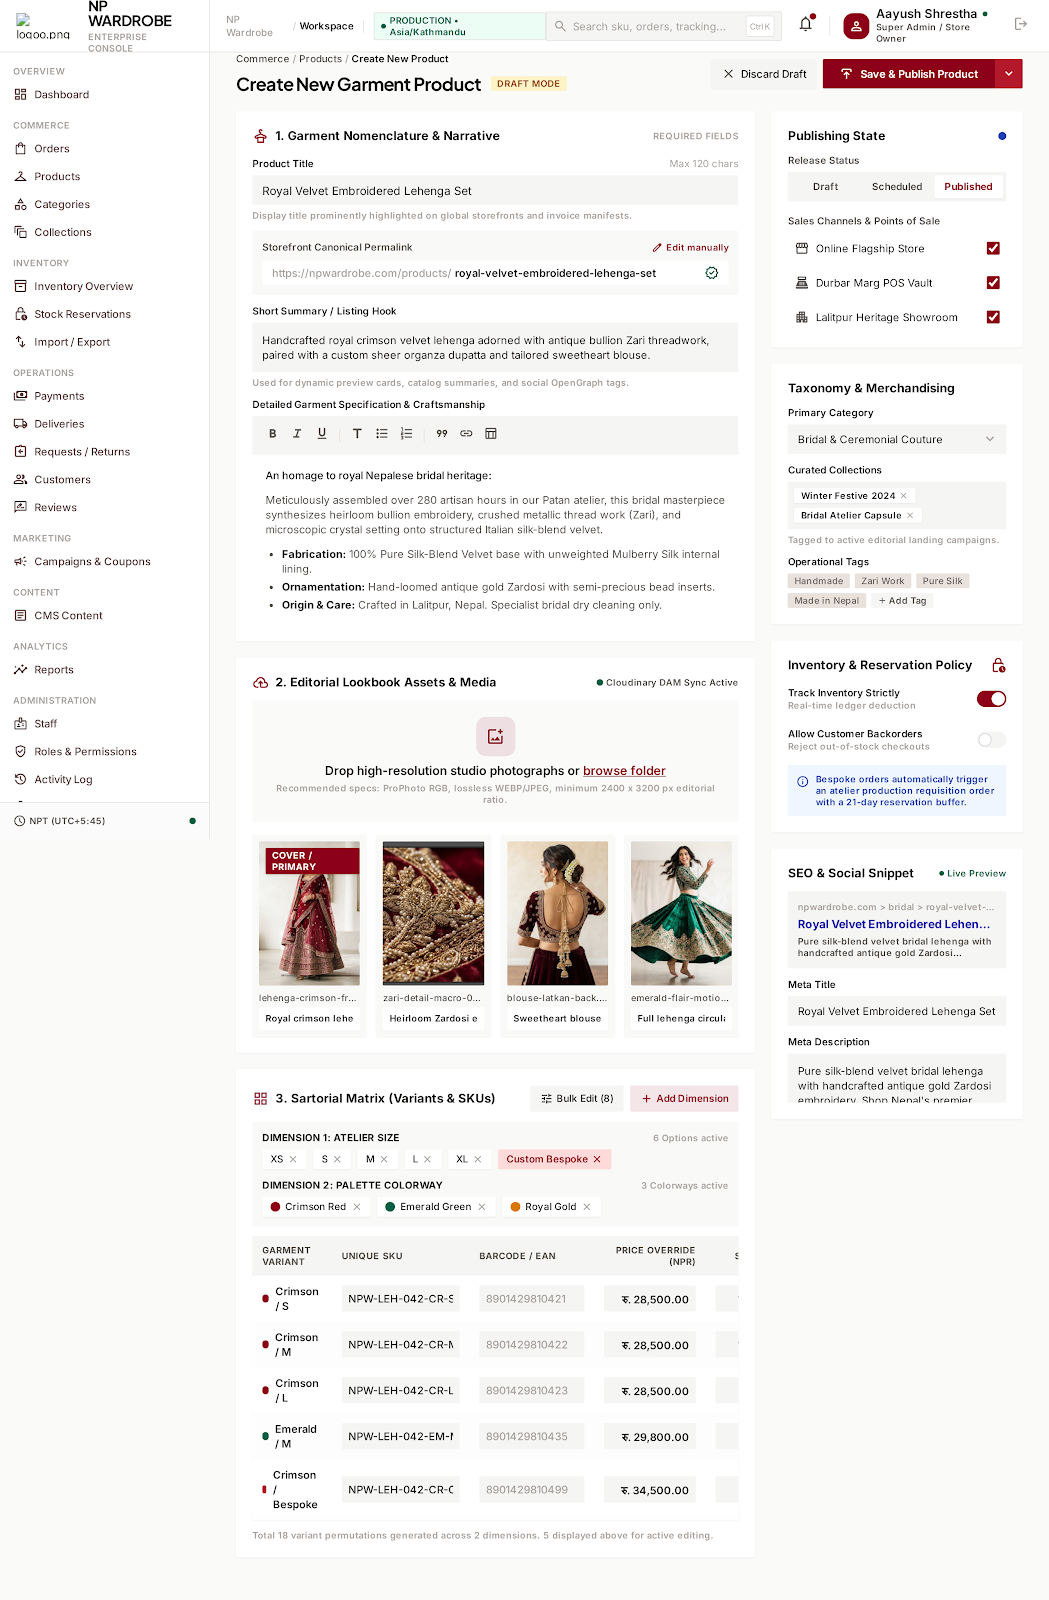 logoo.png
NP
WARDROBE
ENTERPRISE
CONSOLE
OVERVIEW
Dashboard
COMMERCE
Orders
Products
Categories
Collections
INVENTORY
Inventory Overview
Stock Reservations
Import / Export
OPERATIONS
Payments
Deliveries
Requests / Returns
Customers
Reviews
MARKETING
Campaigns & Coupons
CONTENT
CMS Content
ANALYTICS
Reports
ADMINISTRATION
Staff
Roles & Permissions
Activity Log
NPT (UTC+5:45)
NP
Wardrobe
/ Workspace
PRODUCTION •
Asia/Kathmandu
Search sku, orders, tracking...
Ctrl K
Aayush Shrestha
Super Admin / Store
Owner
Commerce / Products / Create New Product
Create New Garment Product
DRAFT MODE
Discard Draft
Save & Publish Product
1. Garment Nomenclature & Narrative
REQUIRED FIELDS
Product Title
Max 120 chars
Royal Velvet Embroidered Lehenga Set
Display title prominently highlighted on global storefronts and invoice manifests.
Storefront Canonical Permalink
Edit manually
https://npwardrobe.com/products/ royal-velvet-embroidered-lehenga-set
Short Summary / Listing Hook
Handcrafted royal crimson velvet lehenga adorned with antique bullion Zari threadwork,
paired with a custom sheer organza dupatta and tailored sweetheart blouse.
Used for dynamic preview cards, catalog summaries, and social OpenGraph tags.
Detailed Garment Specification & Craftsmanship
An homage to royal Nepalese bridal heritage:
Meticulously assembled over 280 artisan hours in our Patan atelier, this bridal masterpiece
synthesizes heirloom bullion embroidery, crushed metallic thread work (Zari), and
microscopic crystal setting onto structured Italian silk-blend velvet.
• Fabrication: 100% Pure Silk-Blend Velvet base with unweighted Mulberry Silk internal
lining.
• Ornamentation: Hand-loomed antique gold Zardosi with semi-precious bead inserts.
• Origin & Care: Crafted in Lalitpur, Nepal. Specialist bridal dry cleaning only.
2. Editorial Lookbook Assets & Media
Cloudinary DAM Sync Active
Drop high-resolution studio photographs or browse folder
Recommended specs: ProPhoto RGB, lossless WEBP/JPEG, minimum 2400 x 3200 px editorial
ratio.
COVER /
PRIMARY
lehenga-crimson-fr...
Royal crimson lehe
zari-detail-macro-0...
Heirloom Zardosi e
blouse-latkan-back....
Sweetheart blouse
emerald-flair-motio...
Full lehenga circula
3. Sartorial Matrix (Variants & SKUs)
Bulk Edit (8)
Add Dimension
DIMENSION 1: ATELIER SIZE
6 Options active
XS
S
M
L
XL
Custom Bespoke
DIMENSION 2: PALETTE COLORWAY
3 Colorways active
Crimson Red
Emerald Green
Royal Gold
GARMENT
VARIANT
UNIQUE SKU
BARCODE / EAN
PRICE OVERRIDE
(NPR)
S
Crimson
/ S
NPW-LEH-042-CR-S
8901429810421
रु. 28,500.00
Crimson
/ M
NPW-LEH-042-CR-M
8901429810422
रु. 28,500.00
Crimson
/ L
NPW-LEH-042-CR-L
8901429810423
रु. 28,500.00
Emerald
/ M
NPW-LEH-042-EM-M
8901429810435
रु. 29,800.00
Crimson
/
Bespoke
NPW-LEH-042-CR-C
8901429810499
रु. 34,500.00
Total 18 variant permutations generated across 2 dimensions. 5 displayed above for active editing.
Publishing State
Release Status
Draft
Scheduled
Published
Sales Channels & Points of Sale
Online Flagship Store
Durbar Marg POS Vault
Lalitpur Heritage Showroom
Taxonomy & Merchandising
Primary Category
Bridal & Ceremonial Couture
Curated Collections
Winter Festive 2024
Bridal Atelier Capsule
Tagged to active editorial landing campaigns.
Operational Tags
Handmade
Zari Work
Pure Silk
Made in Nepal
+ Add Tag
Inventory & Reservation Policy
Track Inventory Strictly
Real-time ledger deduction
Allow Customer Backorders
Reject out-of-stock checkouts
Bespoke orders automatically trigger
an atelier production requisition order
with a 21-day reservation buffer.
SEO & Social Snippet
Live Preview
npwardrobe.com > bridal > royal-velvet-...
Royal Velvet Embroidered Lehen...
Pure silk-blend velvet bridal lehenga with
handcrafted antique gold Zardosi...
Meta Title
Royal Velvet Embroidered Lehenga Set
Meta Description
Pure silk-blend velvet bridal lehenga
with handcrafted antique gold Zardosi
embroidery. Shop Nepal's premier